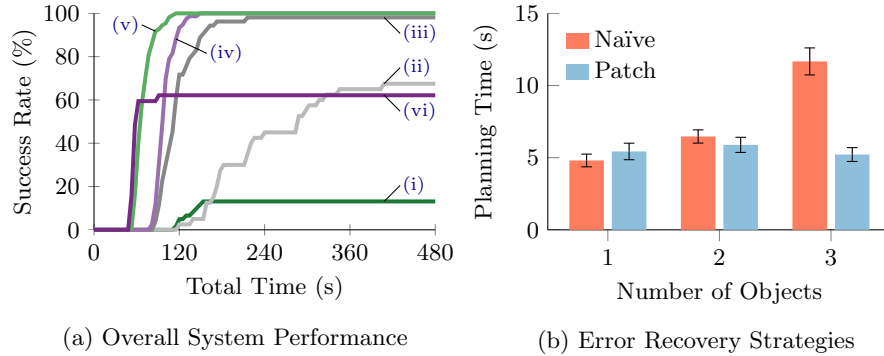 Success Rate (%)
100
80
60
40
20
0
0
120
240
360
480
Total Time (s)
(v)
(iv)
(iii)
(ii)
(vi)
(i)
(a) Overall System Performance
Planning Time (s)
15
10
5
0
Naïve
Patch
1
2
3
Number of Objects
(b) Error Recovery Strategies